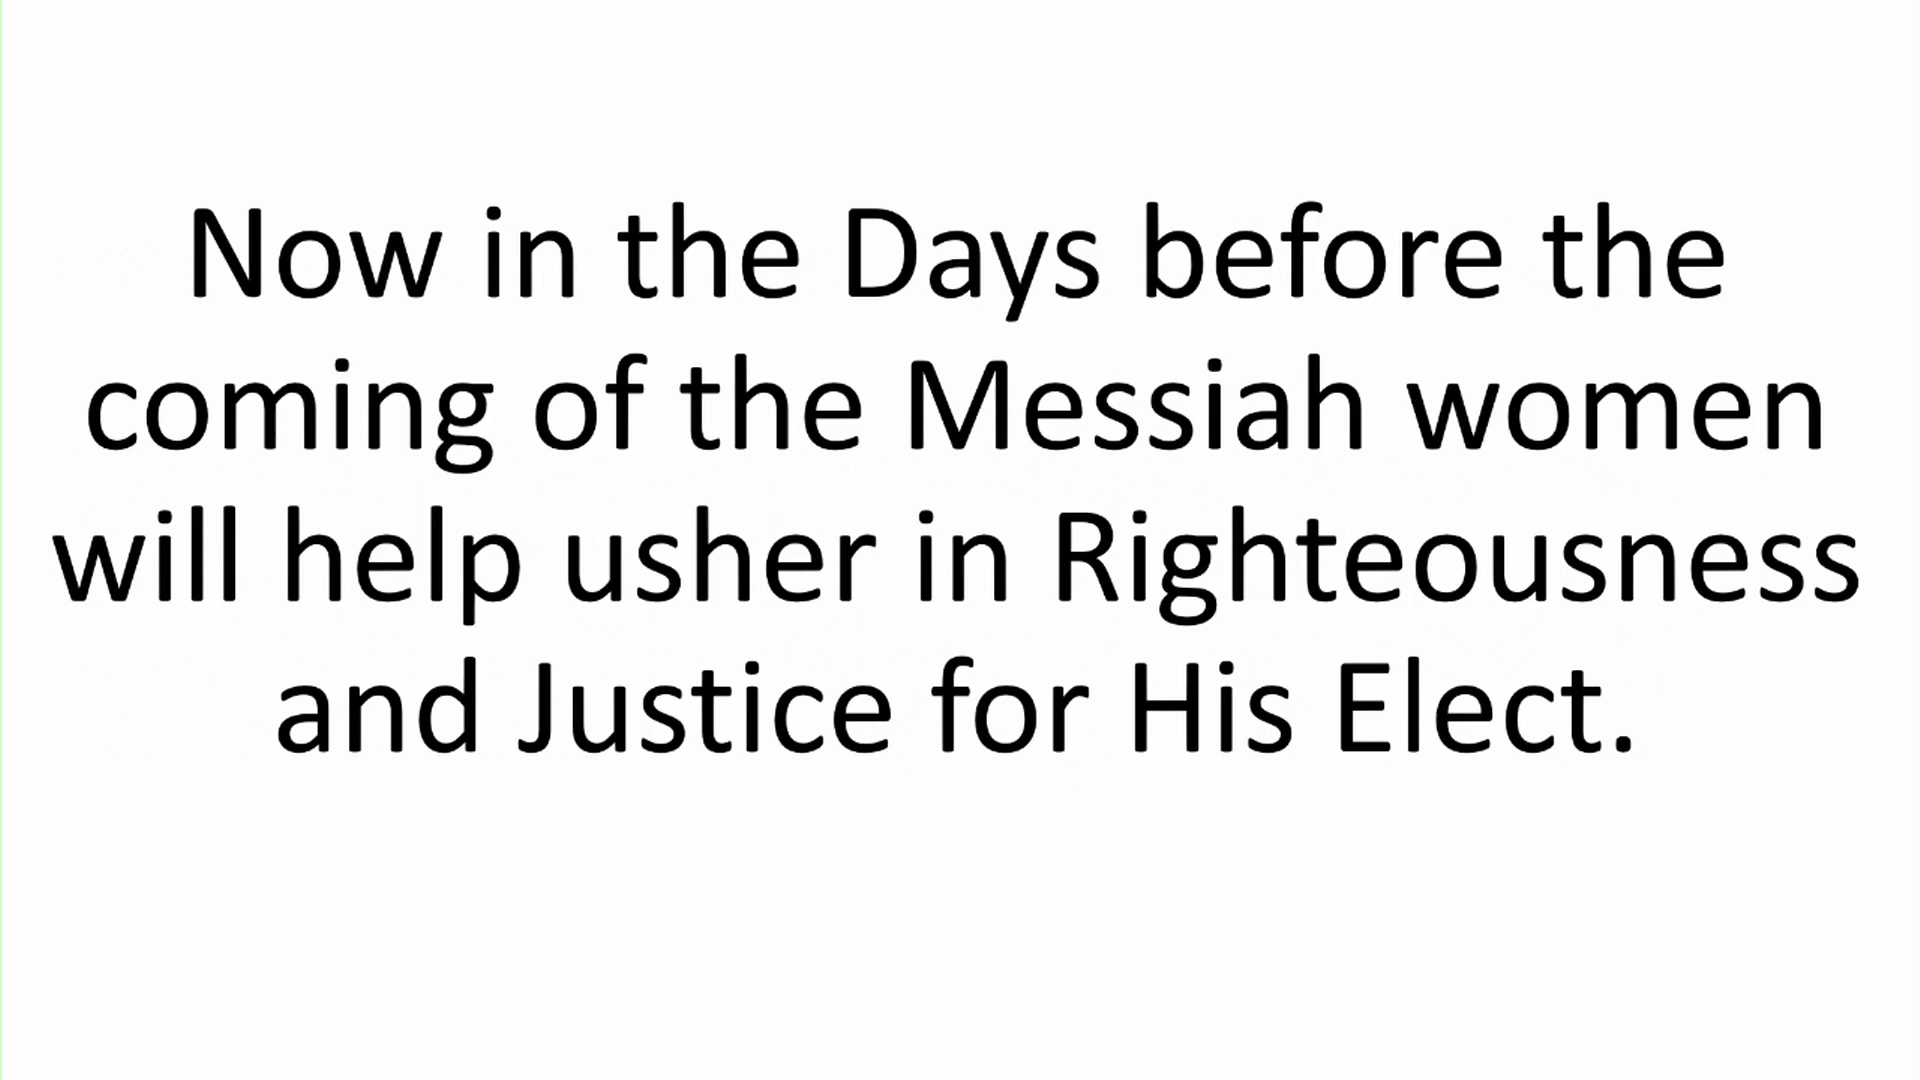 Now in the Days before the
coming of the Messiah women
will help usher in Righteousness
and Justice for His Elect.